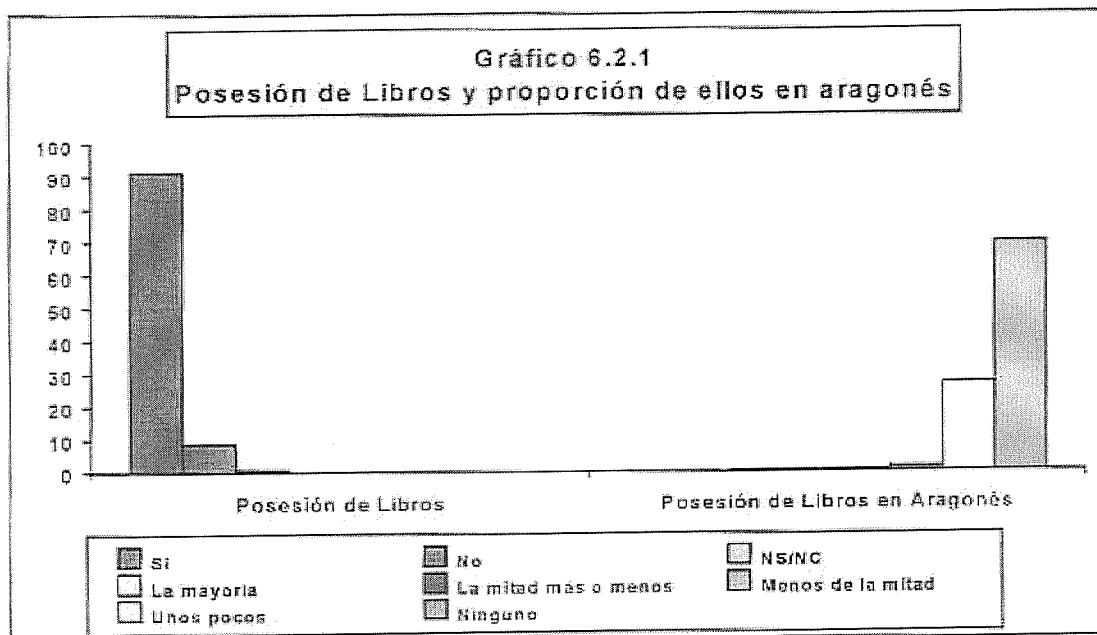 Gráfico 6.2.1
Posesión de Libros y proporción de ellos en aragonés
100
90
80
70
60
50
40
30
20
10
0
Posesión de Libros
Posesión de Libros en Aragonés
Si
No
NS/NC
La mayoría
La mitad más o menos
Menos de la mitad
Unos pocos
Ninguno